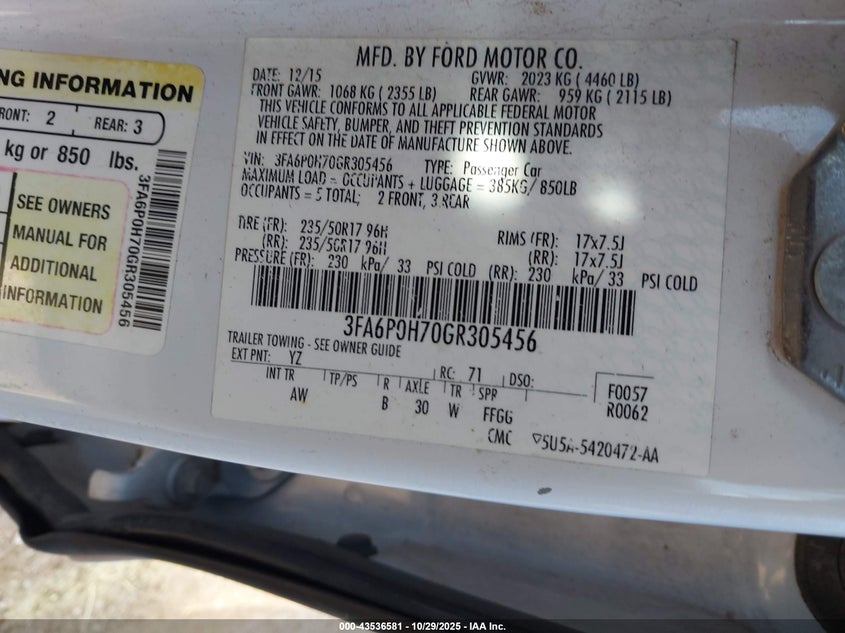 NG INFORMATION
FRONT: 2
REAR: 3
kg or 850 lbs.
SEE OWNERS
MANUAL FOR
ADDITIONAL
INFORMATION
3FA6P0H70GR305456
MFD. BY FORD MOTOR CO.
DATE: 12/15 GVWR: 2023 KG ( 4460 LB)
FRONT GAWR: 1068 KG ( 2355 LB) REAR GAWR: 959 KG ( 2115 LB)
THIS VEHICLE CONFORMS TO ALL APPLICABLE FEDERAL MOTOR
VEHICLE SAFETY, BUMPER, AND THEFT PREVENTION STANDARDS
IN EFFECT ON THE DATE OF MANUFACTURE SHOWN ABOVE.
VIN: 3FA6P0H70GR305456 TYPE: Passenger Car
MAXIMUM LOAD = OCCUPANTS + LUGGAGE = 385KG/ 850LB
OCCUPANTS = 5 TOTAL; 2 FRONT, 3 REAR
TIRE (FR): 235/50R17 96H RIMS (FR): 17x7.5J
(RR): 235/50R17 96H (RR): 17x7.5J
PRESSURE (FR): 230 kPa/ 33 PSI COLD (RR): 230 kPa/ 33 PSI COLD
3FA6P0H70GR305456
TRAILER TOWING - SEE OWNER GUIDE
EXT PNT: YZ RC: 71 DSO:
INT TR TP/PS R AXLE TR SPR
AW B 30 W FFGG
F0057
R0062
CMC ▽5U5A-5420472-AA
000-43536581 - 10/29/2025 - IAA Inc.